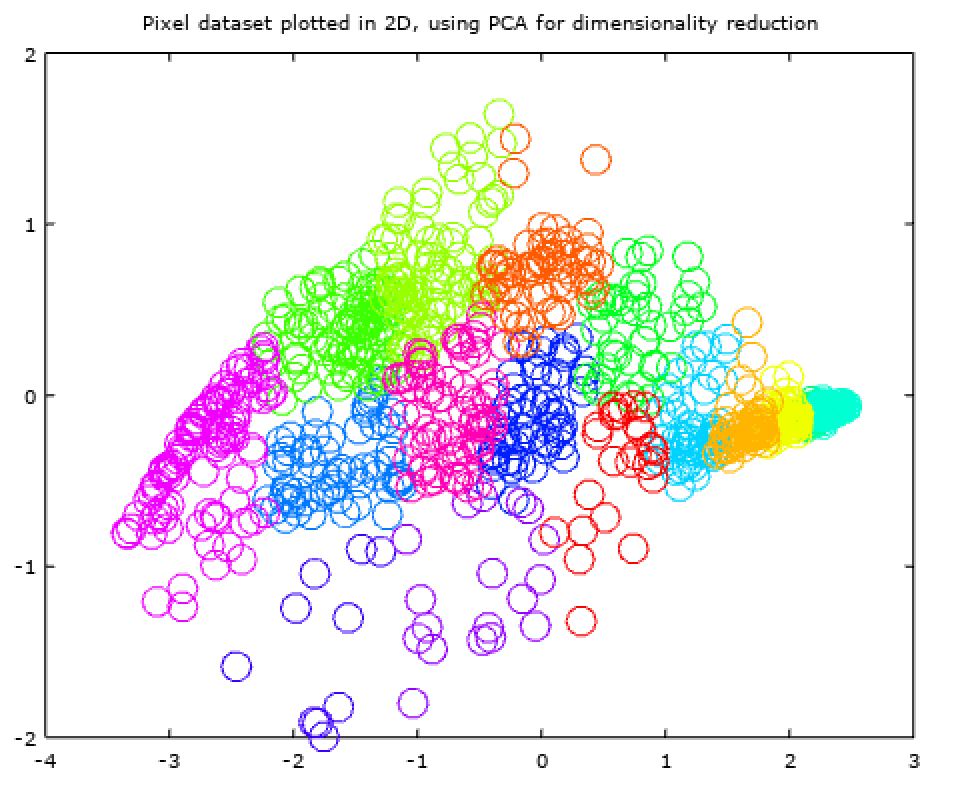 Pixel dataset plotted in 2D, using PCA for dimensionality reduction
2
1
0
-1
-2
-4 -3 -2 -1 0 1 2 3